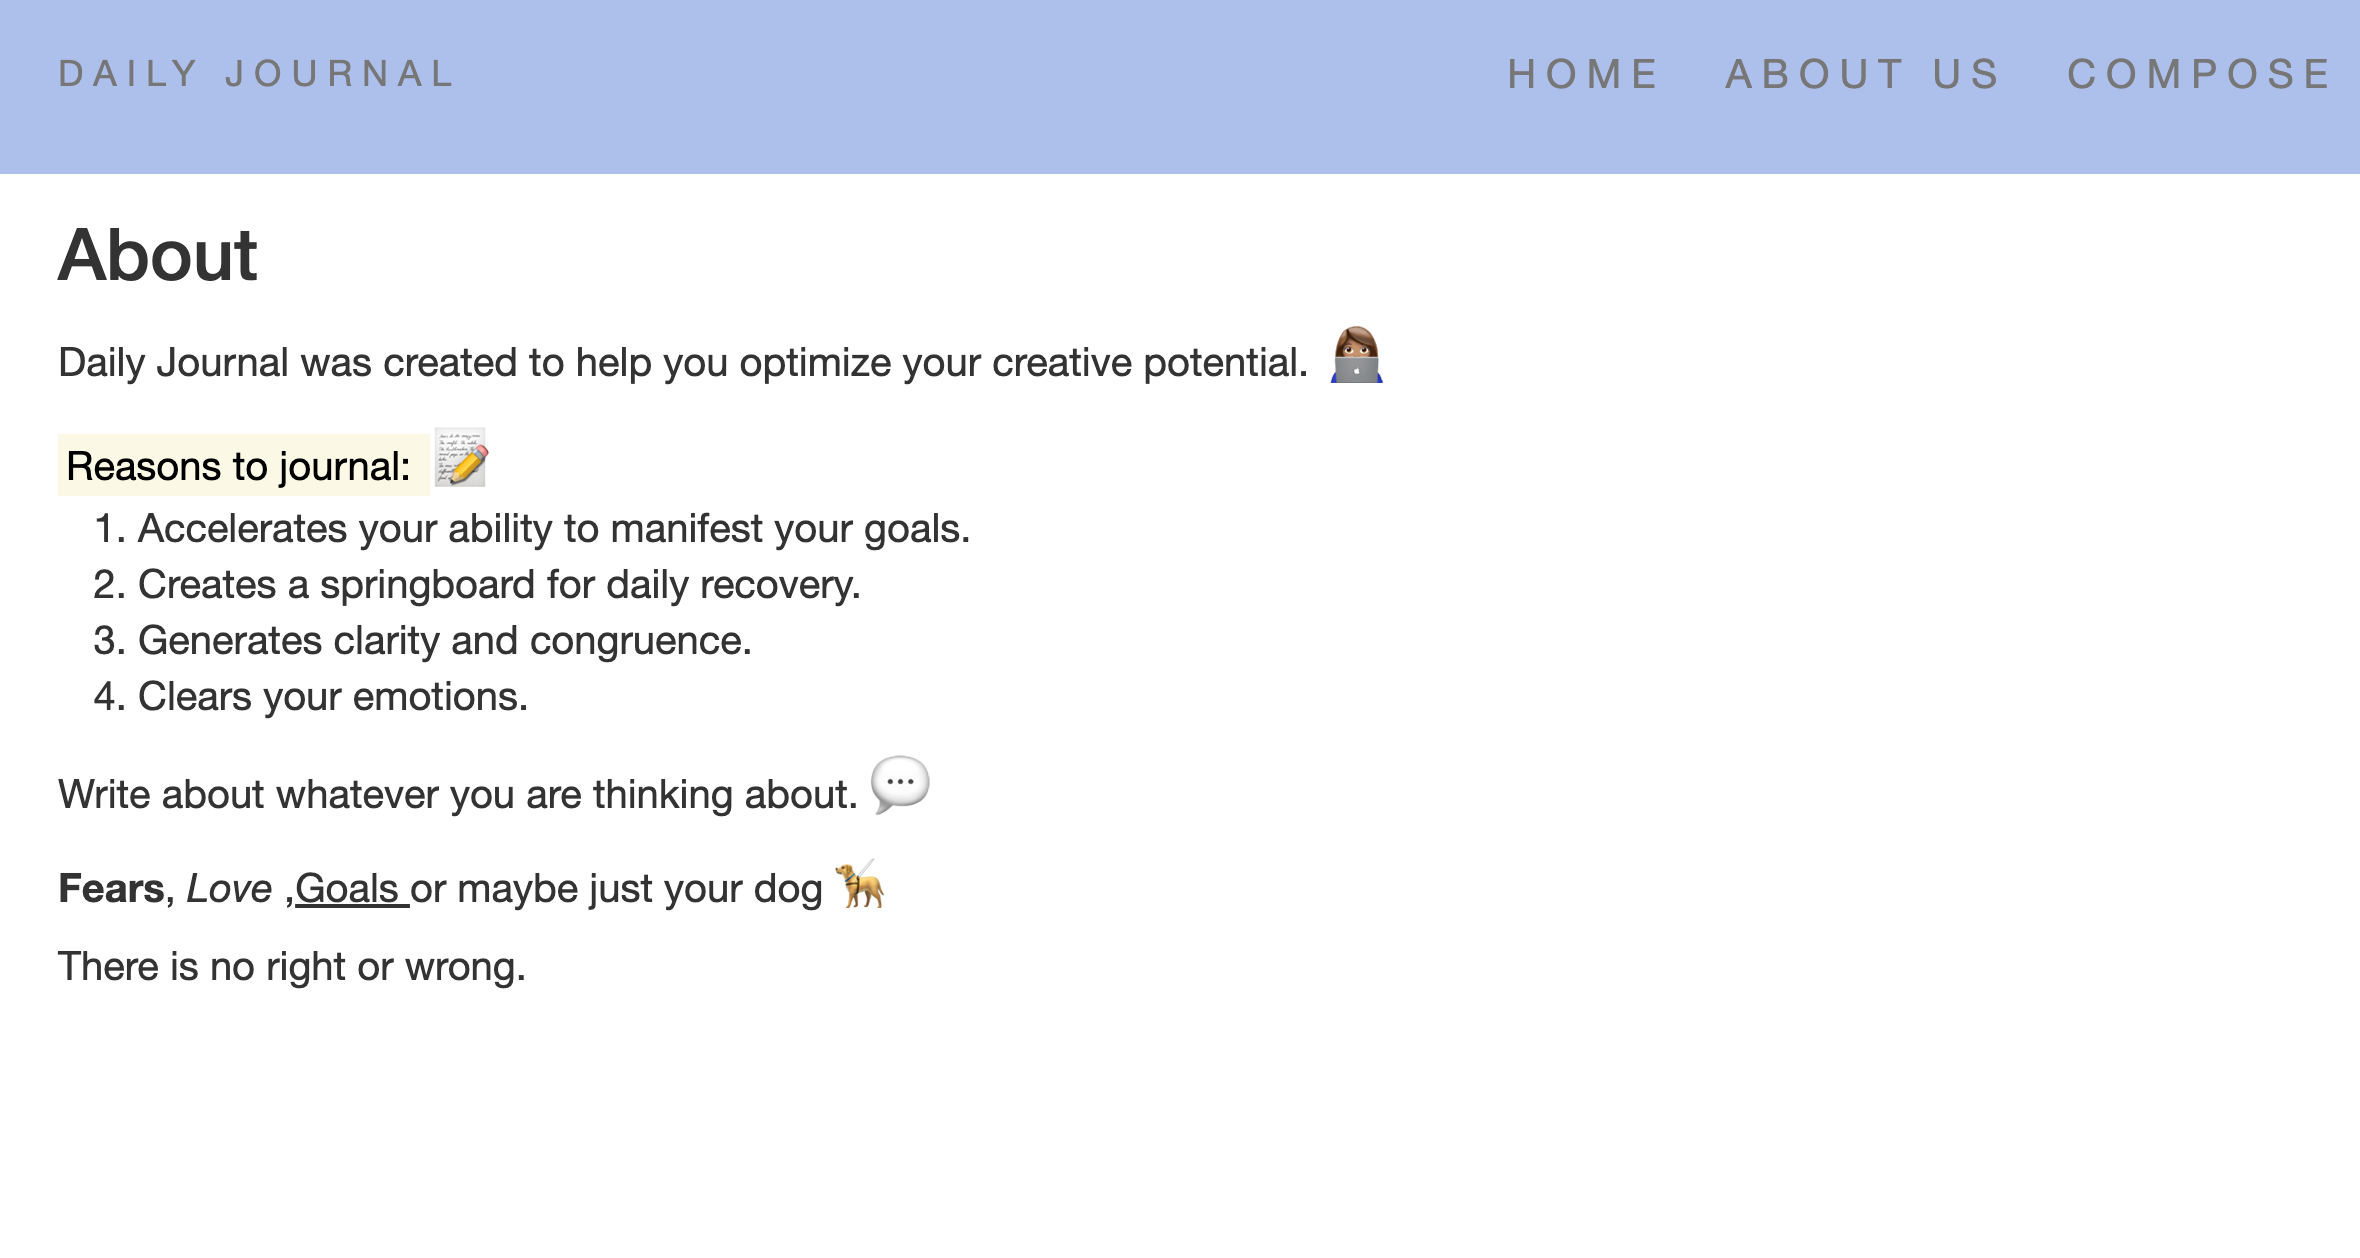 DAILY JOURNAL
HOME ABOUT US COMPOSE
About
Daily Journal was created to help you optimize your creative potential. 👩🏽‍💻
Reasons to journal: 📝
1. Accelerates your ability to manifest your goals.
2. Creates a springboard for daily recovery.
3. Generates clarity and congruence.
4. Clears your emotions.
Write about whatever you are thinking about. 💬
Fears, Love ,Goals or maybe just your dog 🦮
There is no right or wrong.